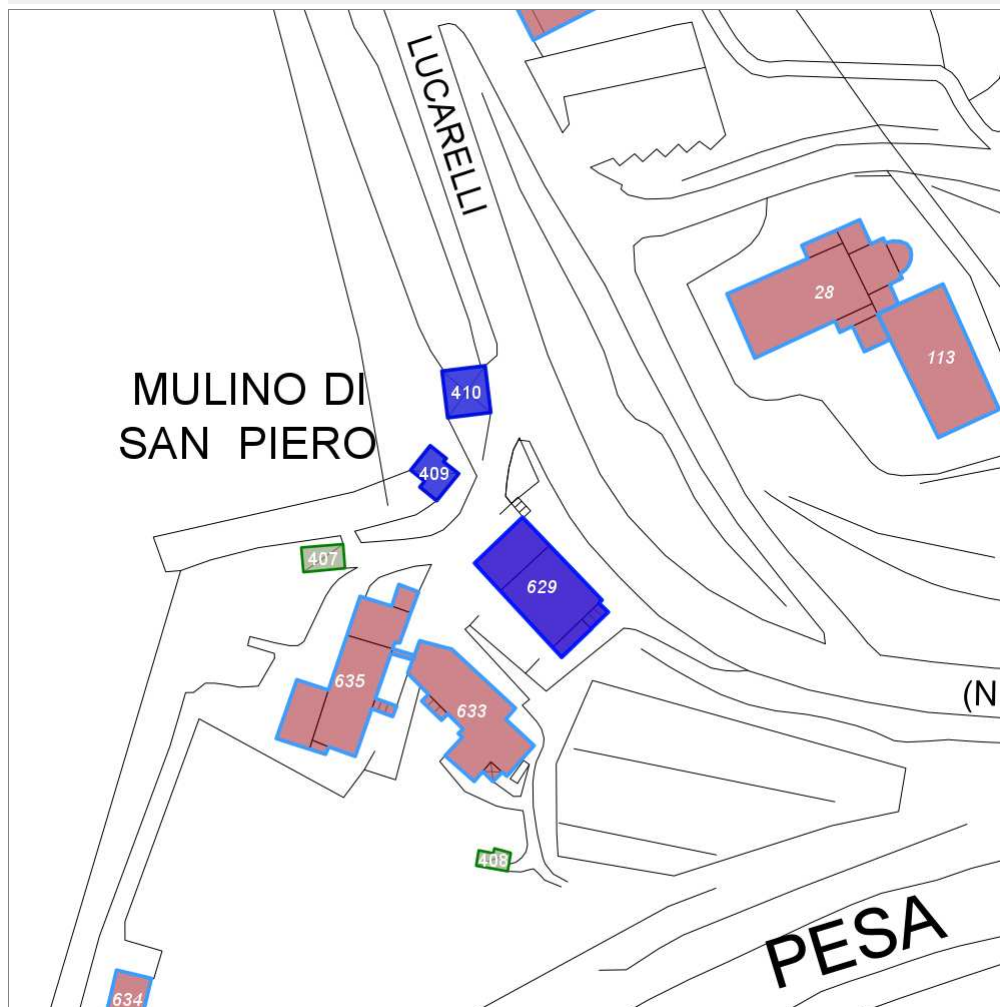 LUCARELLI
28
113
MULINO DI
SAN PIERO
410
409
407
629
635
633
(N
408
PESA
634